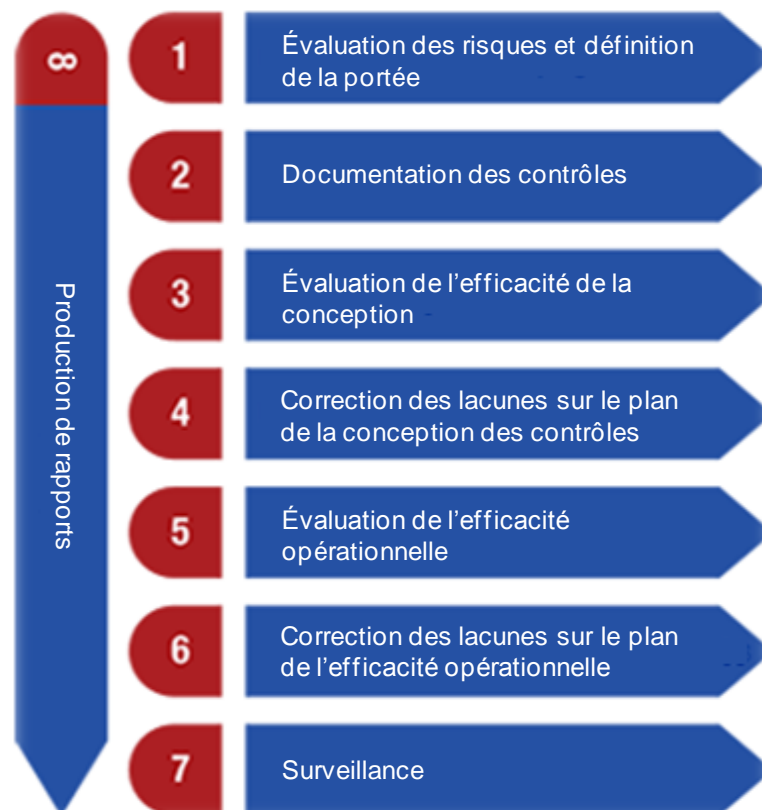 8
Production de rapports
1
Évaluation des risques et définition
de la portée
2
Documentation des contrôles
3
Évaluation de l’efficacité de la
conception
4
Correction des lacunes sur le plan
de la conception des contrôles
5
Évaluation de l’efficacité
opérationnelle
6
Correction des lacunes sur le plan
de l’efficacité opérationnelle
7
Surveillance